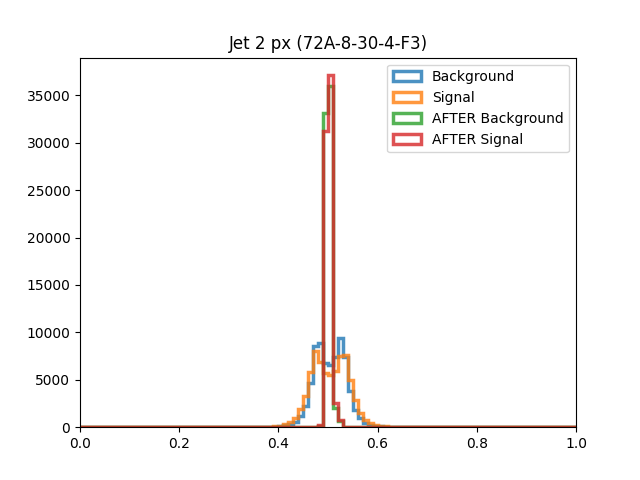 Jet 2 px (72A-8-30-4-F3)
Background
Signal
AFTER Background
AFTER Signal
35000
30000
25000
20000
15000
10000
5000
0
0.0 0.2 0.4 0.6 0.8 1.0